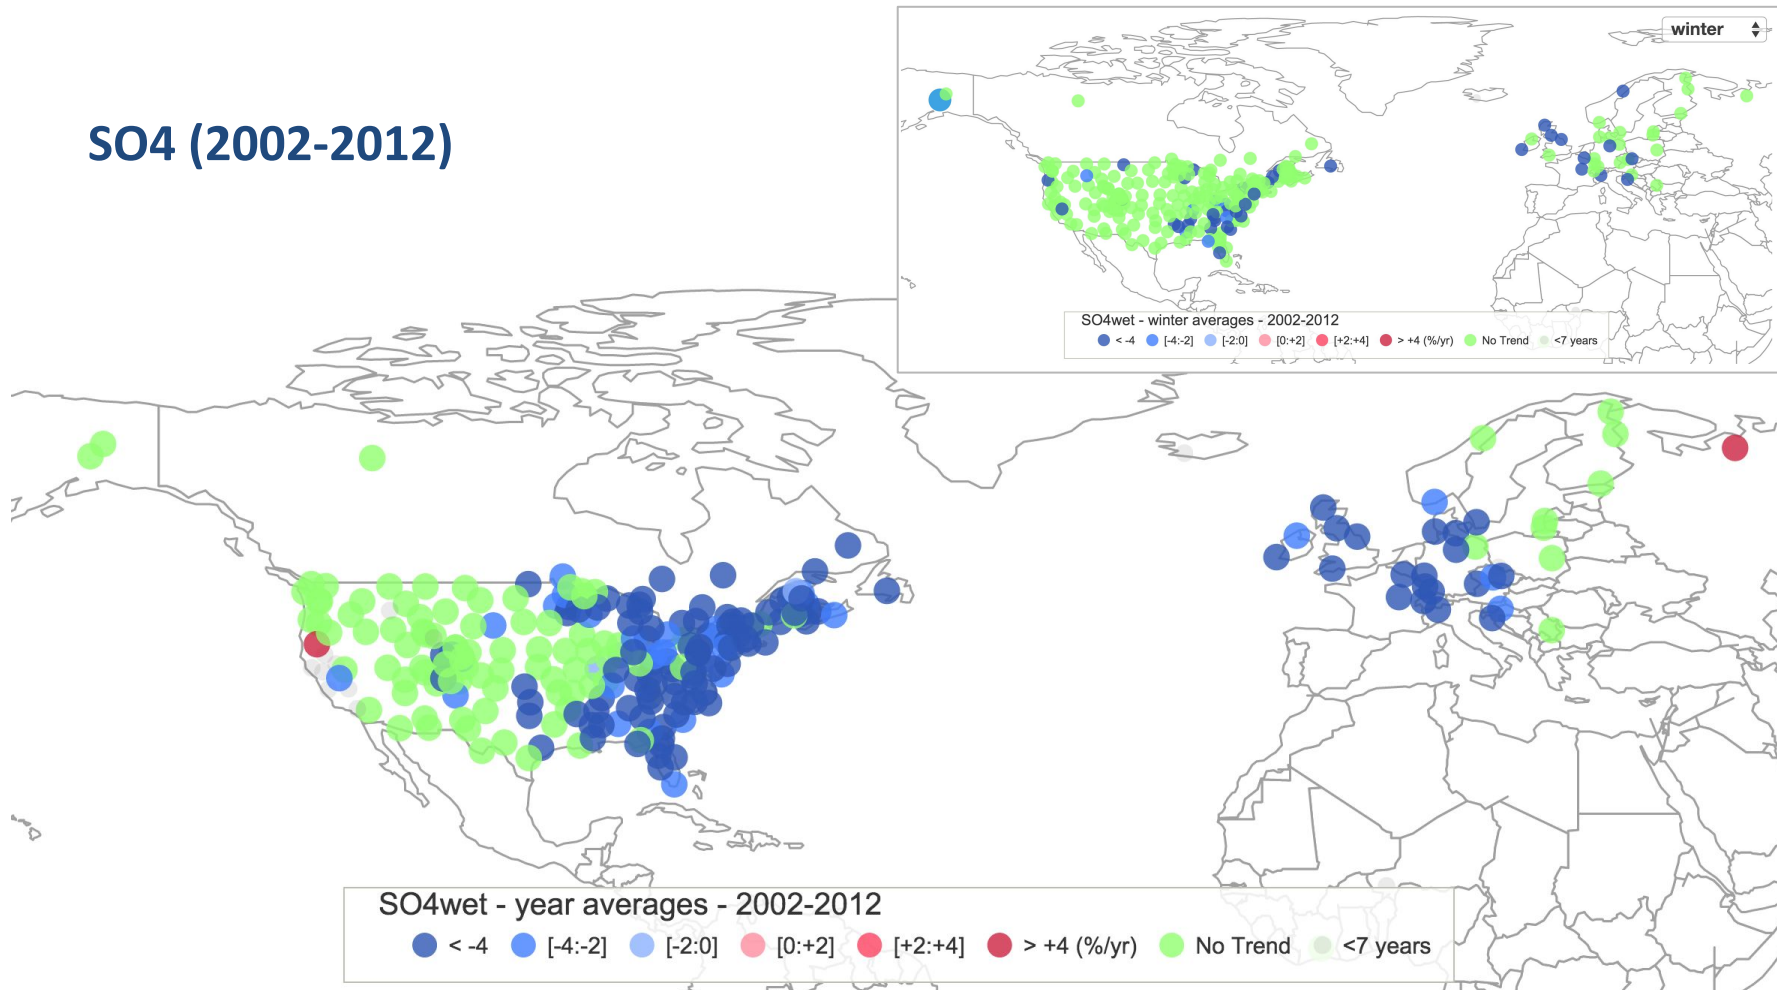 winter
SO4 (2002-2012)
SO4wet - winter averages - 2002-2012
< -4 [-4:-2] [-2:0] [0:+2] [+2:+4] > +4 (%/yr) No Trend <7 years
SO4wet - year averages - 2002-2012
< -4 [-4:-2] [-2:0] [0:+2] [+2:+4] > +4 (%/yr) No Trend <7 years